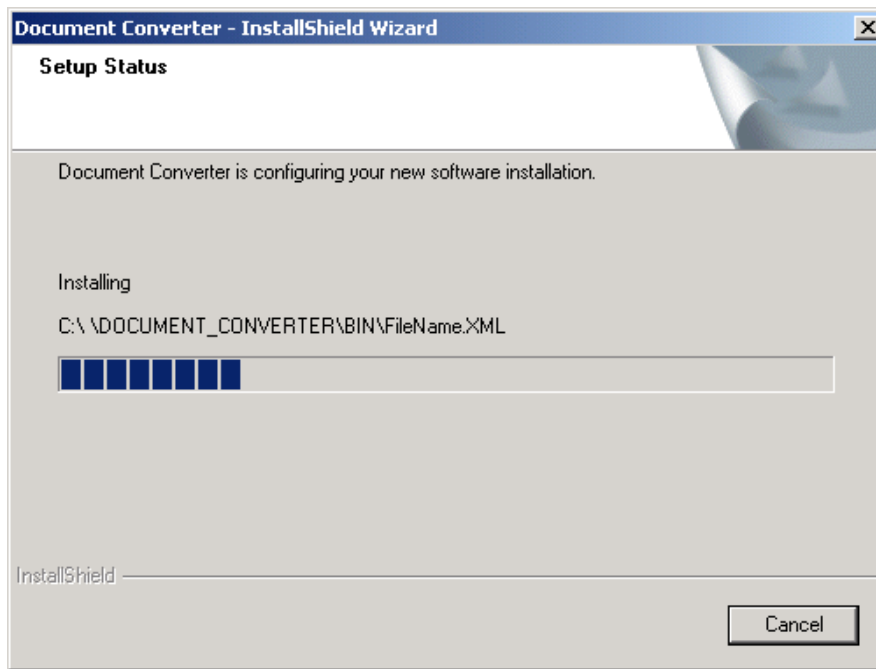 Document Converter - InstallShield Wizard
Setup Status
Document Converter is configuring your new software installation.
Installing
C:\ \DOCUMENT_CONVERTER\BIN\FileName.XML
InstallShield
Cancel